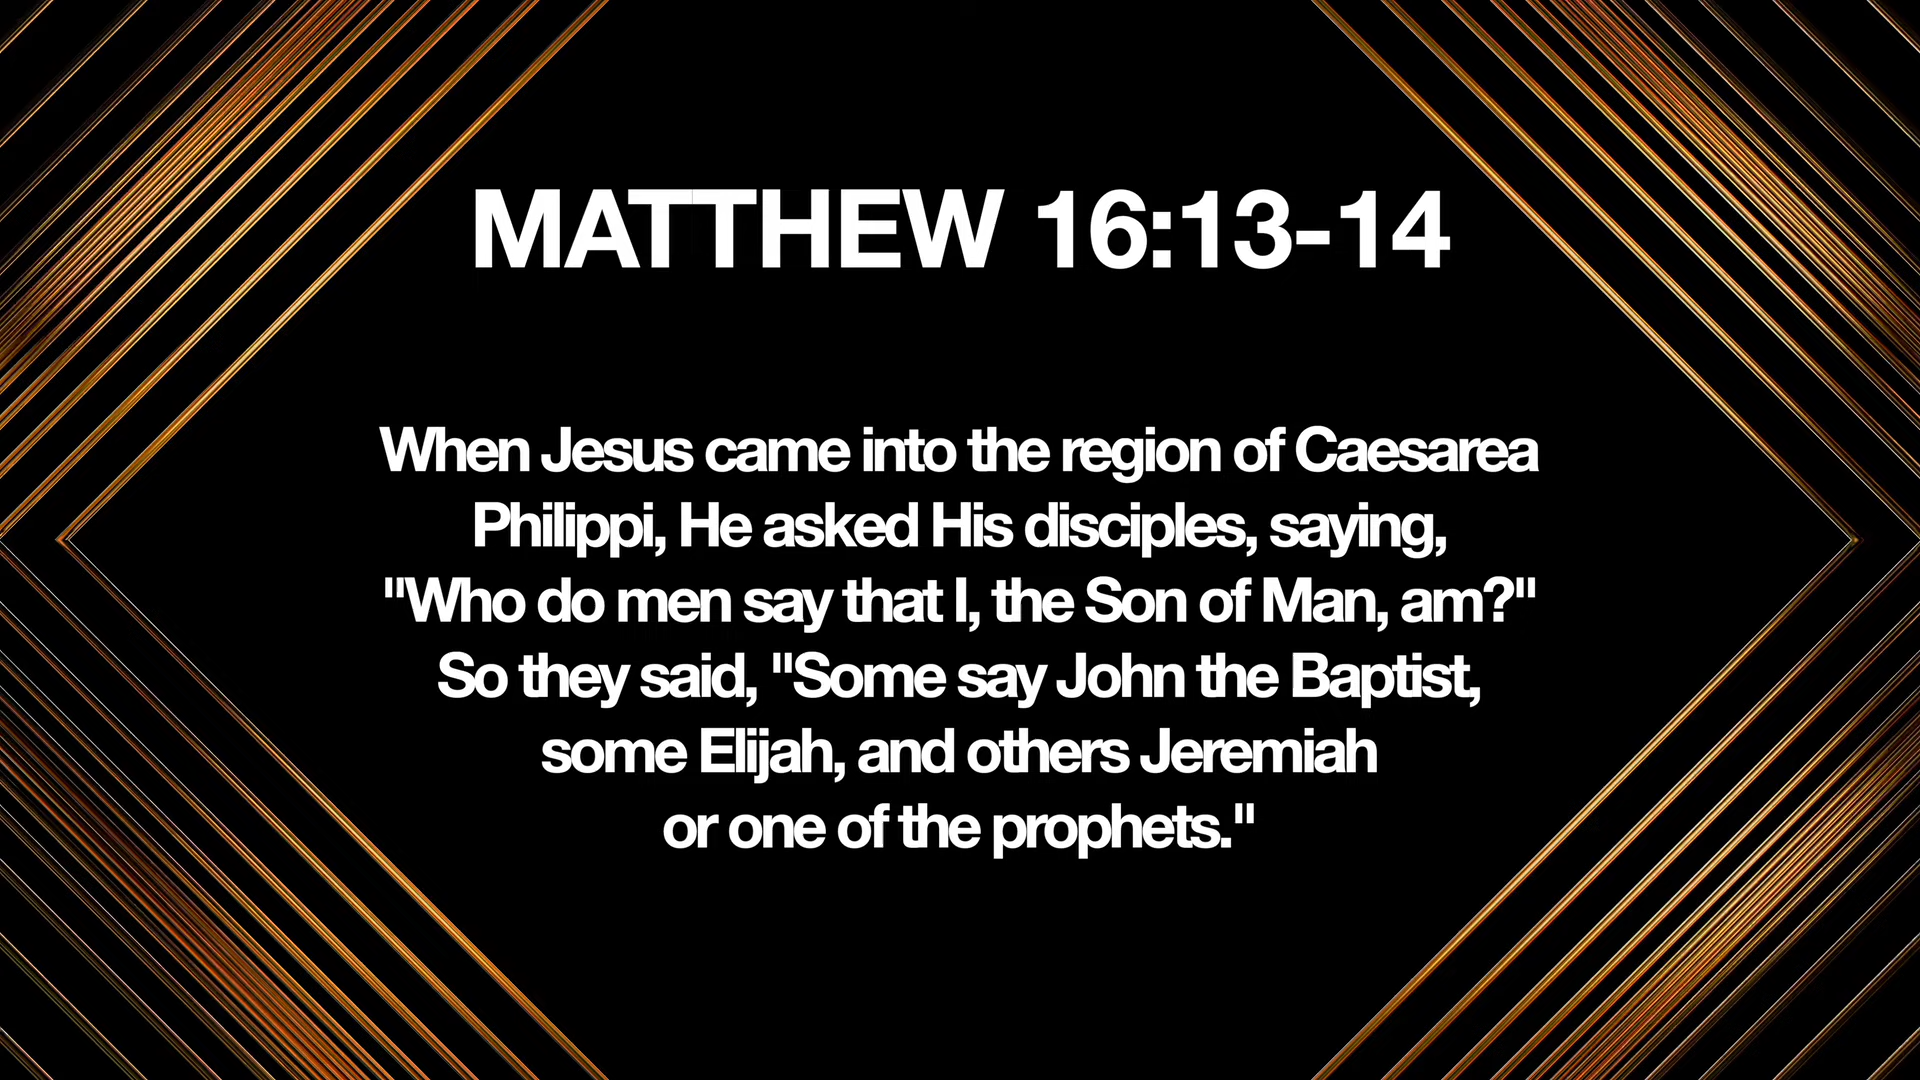 MATTHEW 16:13-14
When Jesus came into the region of Caesarea
Philippi, He asked His disciples, saying,
"Who do men say that I, the Son of Man, am?"
So they said, "Some say John the Baptist,
some Elijah, and others Jeremiah
or one of the prophets."